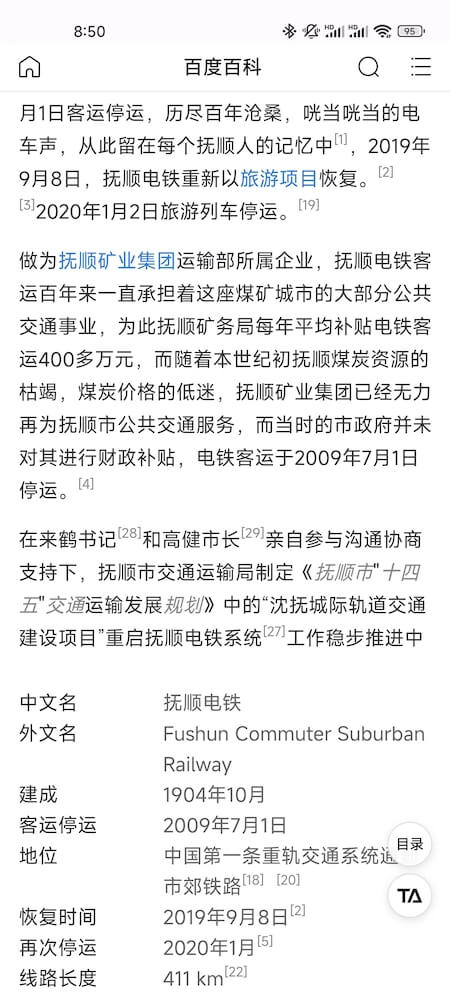 8:50
HD HD 95
百度百科
月1日客运停运，历尽百年沧桑，咣当咣当的电
车声，从此留在每个抚顺人的记忆中[1]，2019年
9月8日，抚顺电铁重新以旅游项目恢复。[2]
[3]2020年1月2日旅游列车停运。[19]
做为抚顺矿业集团运输部所属企业，抚顺电铁客
运百年来一直承担着这座煤矿城市的大部分公共
交通事业，为此抚顺矿务局每年平均补贴电铁客
运400多万元，而随着本世纪初抚顺煤炭资源的
枯竭，煤炭价格的低迷，抚顺矿业集团已经无力
再为抚顺市公共交通服务，而当时的市政府并未
对其进行财政补贴，电铁客运于2009年7月1日
停运。[4]
在来鹤书记[28]和高健市长[29]亲自参与沟通协商
支持下，抚顺市交通运输局制定《抚顺市"十四
五"交通运输发展规划》中的“沈抚城际轨道交通
建设项目”重启抚顺电铁系统[27]工作稳步推进中
中文名 抚顺电铁
外文名 Fushun Commuter Suburban
Railway
建成 1904年10月
客运停运 2009年7月1日
地位 中国第一条重轨交通系统通
市郊铁路[18] [20]
目录
恢复时间 2019年9月8日[2]
再次停运 2020年1月[5]
线路长度 411 km[22]
TA